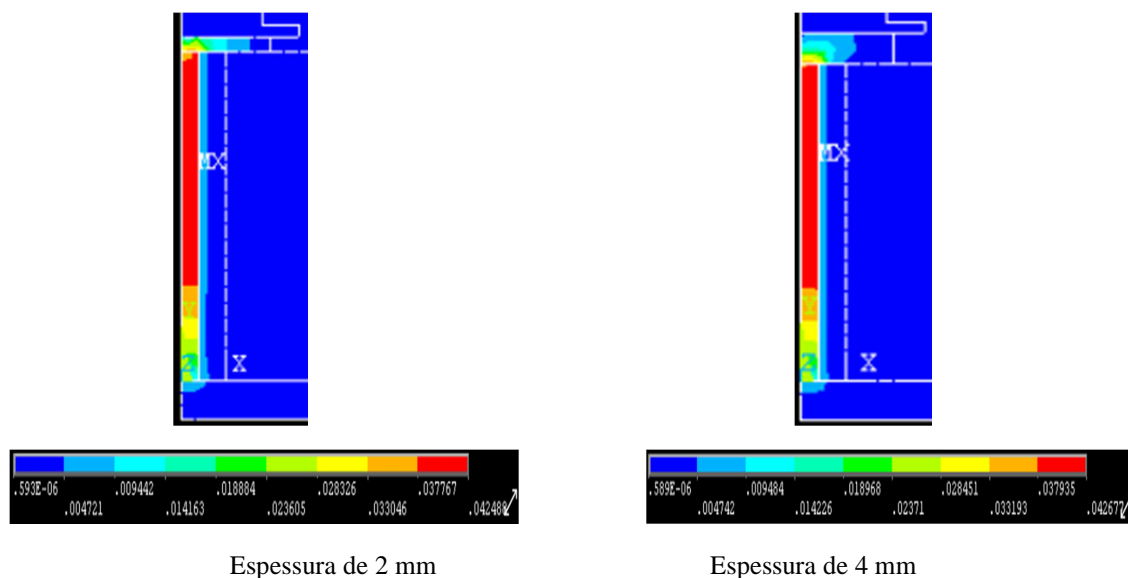 MX
Y
Z X
MX
Y
Z X
.593E-06 .009442 .018884 .028326 .037767
.004721 .014163 .023605 .033046 .042488
.589E-06 .009484 .018968 .028451 .037935
.004742 .014226 .02371 .033193 .042677
Espessura de 2 mm
Espessura de 4 mm